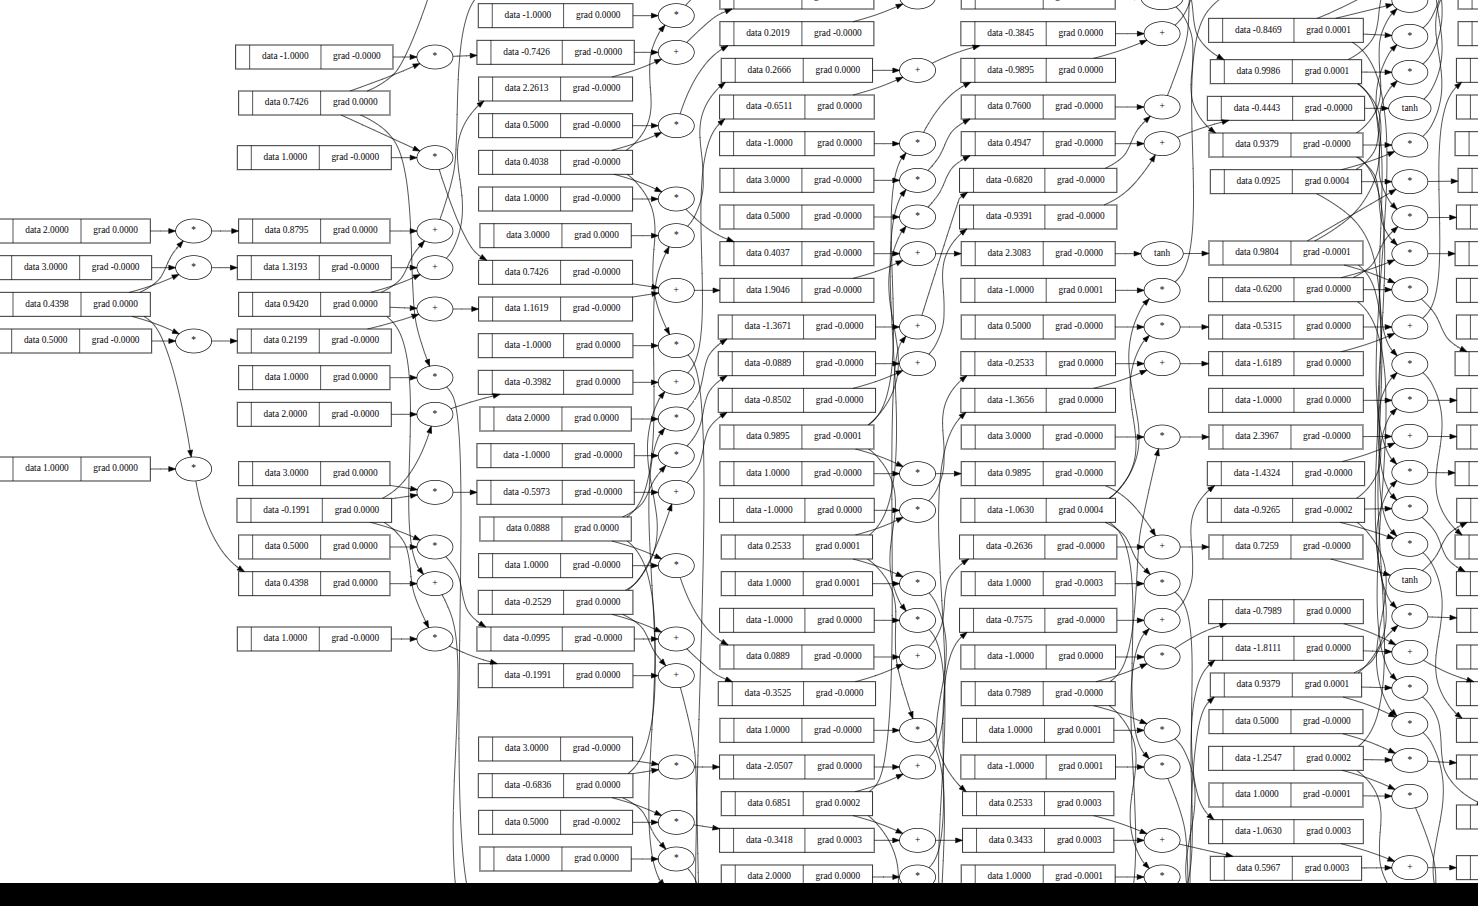 data -1.0000 grad -0.0000 *
data 0.7426 grad 0.0000
data 1.0000 grad -0.0000 *
data 2.0000 grad 0.0000 *
data 3.0000 grad -0.0000 *
data 0.4398 grad 0.0000
data 0.5000 grad -0.0000 *
data 1.0000 grad 0.0000 *
data 0.8795 grad 0.0000 +
data 1.3193 grad -0.0000 +
data 0.9420 grad 0.0000 +
data 0.2199 grad -0.0000
data 1.0000 grad 0.0000 *
data 2.0000 grad -0.0000 *
data 3.0000 grad 0.0000
data -0.1991 grad 0.0000 *
data 0.5000 grad 0.0000 *
data 0.4398 grad 0.0000 +
data 1.0000 grad -0.0000 *
data -1.0000 grad 0.0000 *
data -0.7426 grad -0.0000 +
data 2.2613 grad -0.0000
data 0.5000 grad -0.0000 *
data 0.4038 grad -0.0000
data 1.0000 grad -0.0000 *
data 3.0000 grad 0.0000 *
data 0.7426 grad -0.0000
data 1.1619 grad -0.0000 +
data -1.0000 grad 0.0000 *
data -0.3982 grad 0.0000 +
data 2.0000 grad 0.0000 *
data -1.0000 grad -0.0000 *
data -0.5973 grad -0.0000 +
data 0.0888 grad 0.0000
data 1.0000 grad -0.0000 *
data -0.2529 grad 0.0000
data -0.0995 grad -0.0000 +
data -0.1991 grad 0.0000 +
data 3.0000 grad -0.0000 *
data -0.6836 grad 0.0000
data 0.5000 grad -0.0002 *
data 1.0000 grad 0.0000 *
data 0.2019 grad -0.0000
data 0.2666 grad 0.0000 +
data -0.6511 grad 0.0000
data -1.0000 grad -0.0000 *
data 3.0000 grad -0.0000 *
data 0.5000 grad -0.0000 *
data 0.4037 grad -0.0000 +
data 1.9046 grad -0.0000
data -1.3671 grad -0.0000 +
data -0.0889 grad -0.0000 +
data -0.8502 grad -0.0000
data 0.9895 grad -0.0001
data 1.0000 grad -0.0000 *
data -1.0000 grad -0.0000 *
data 0.2533 grad 0.0001
data 1.0000 grad 0.0001 *
data -1.0000 grad 0.0000 *
data 0.0889 grad -0.0000 +
data -0.3525 grad -0.0000
data 1.0000 grad -0.0000 *
data -2.0507 grad 0.0000 +
data 0.6851 grad 0.0002
data -0.3418 grad 0.0003 +
data 2.0000 grad 0.0000 *
data -0.3845 grad 0.0000 +
data -0.9895 grad 0.0000
data 0.7600 grad -0.0000 +
data 0.4947 grad -0.0000 +
data -0.6820 grad -0.0000
data -0.9391 grad -0.0000
data 2.3083 grad -0.0000 tanh
data -1.0000 grad 0.0001 *
data 0.5000 grad -0.0000 *
data -0.2533 grad 0.0000 +
data -1.3656 grad 0.0000
data 3.0000 grad -0.0000 *
data 0.9895 grad -0.0000
data -1.0630 grad 0.0004
data -0.2636 grad -0.0000 +
data 1.0000 grad -0.0003 *
data -0.7575 grad -0.0000 +
data -1.0000 grad 0.0000 *
data 0.7989 grad -0.0000
data 1.0000 grad 0.0001 *
data -1.0000 grad 0.0001 *
data 0.2533 grad 0.0003
data 0.3433 grad 0.0003 +
data 1.0000 grad -0.0001 *
data -0.8469 grad 0.0001 *
data 0.9986 grad 0.0001 *
data -0.4443 grad -0.0000 tanh
data 0.9379 grad -0.0000 *
data 0.0925 grad 0.0004 *
*
data 0.9804 grad -0.0001 *
data -0.6200 grad 0.0000 *
data -0.5315 grad 0.0000 +
data -1.6189 grad 0.0000 *
data -1.0000 grad -0.0000 *
data 2.3967 grad -0.0000 +
data -1.4324 grad -0.0000 *
data -0.9265 grad -0.0002 *
data 0.7259 grad -0.0000 *
tanh
data -0.7989 grad 0.0000 *
data -1.8111 grad 0.0000 +
data 0.9379 grad 0.0001 *
data 0.5000 grad -0.0000 *
data -1.2547 grad 0.0002 *
data 1.0000 grad -0.0001 *
data -1.0630 grad 0.0003
data 0.5967 grad 0.0003 +